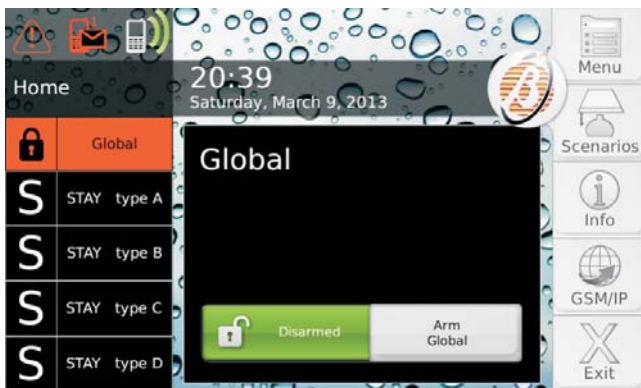 Home
20:39
Saturday, March 9, 2013
Menu
Global
Global
Scenarios
S STAY type A
Info
S STAY type B
GSM/IP
S STAY type C
Disarmed
Arm
Global
S STAY type D
Exit